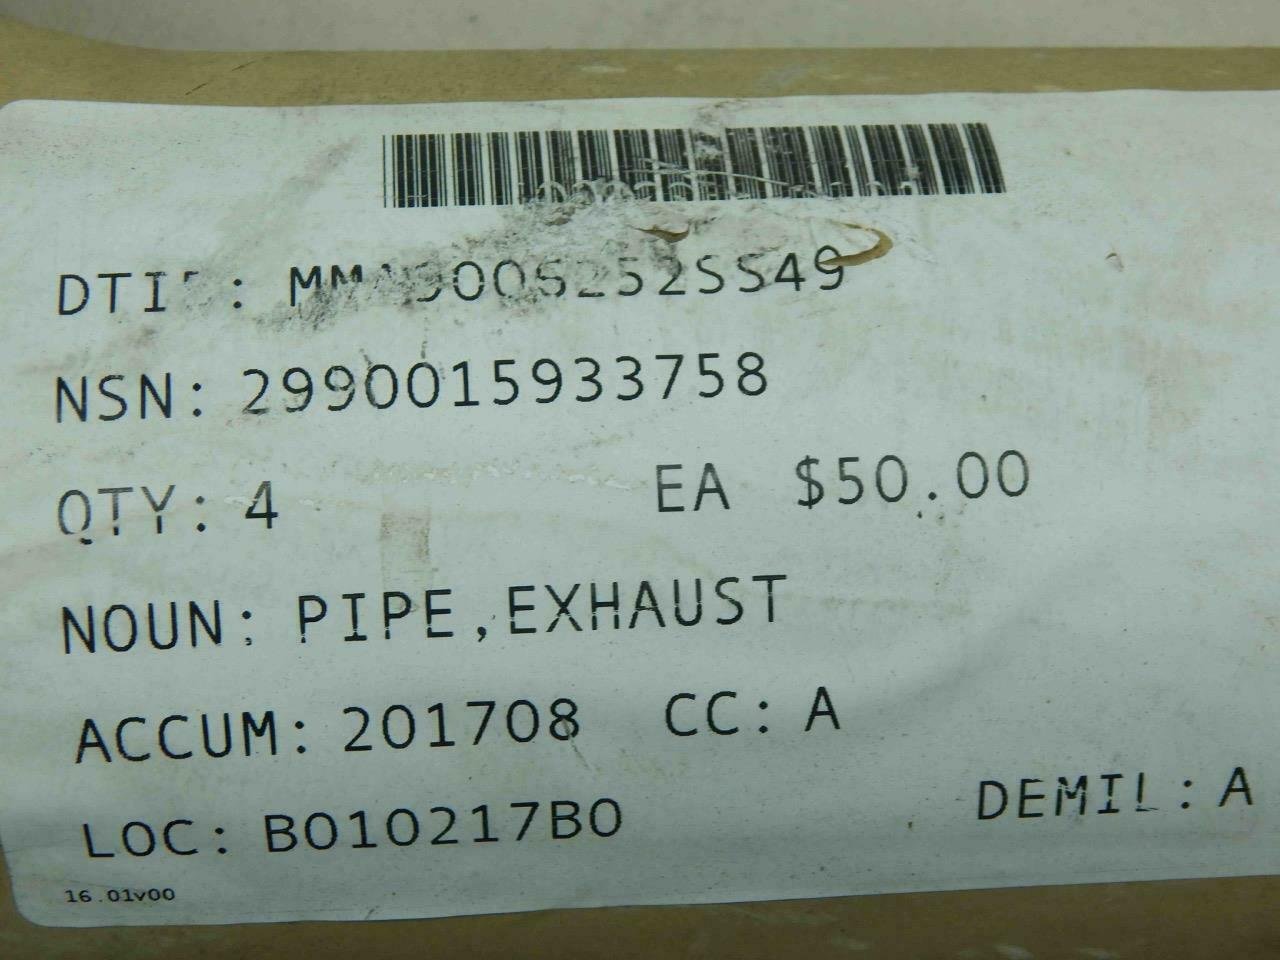 NSN: 2990015933758
QTY: 4 EA $50.00
NOUN: PIPE,EXHAUST
ACCUM: 201708 CC: A
LOC: B010217B0 DEMIL: A
16.01v00